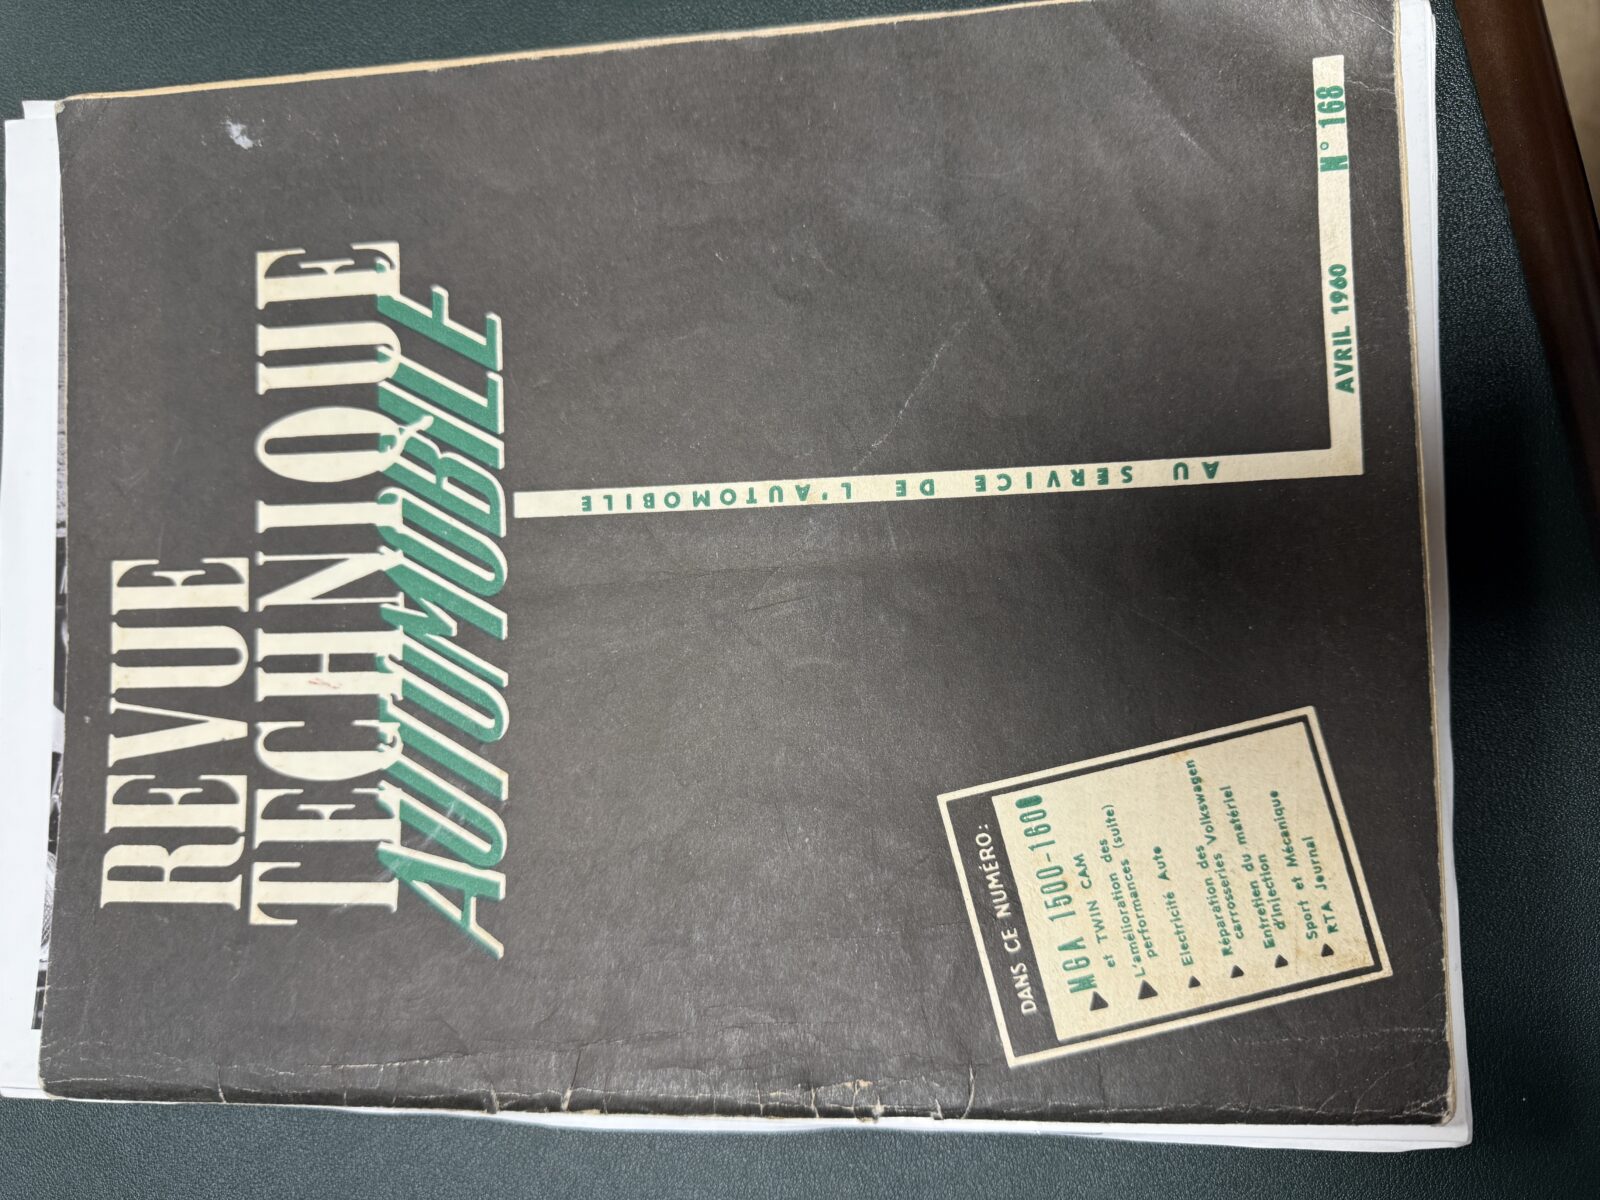 REVUE
TECHNIQUE
AUTOMOBILE
AU SERVICE DE L'AUTOMOBILE
AVRIL 1960 N° 168
DANS CE NUMÉRO:
MGA 1500-1600
et TWIN CAM
L'amélioration des
performances (suite)
Electricité Auto
Réparation des
carrosseries Volkswagen
Entretien du matériel
d'injection
Sport et Mécanique
RTA Journal